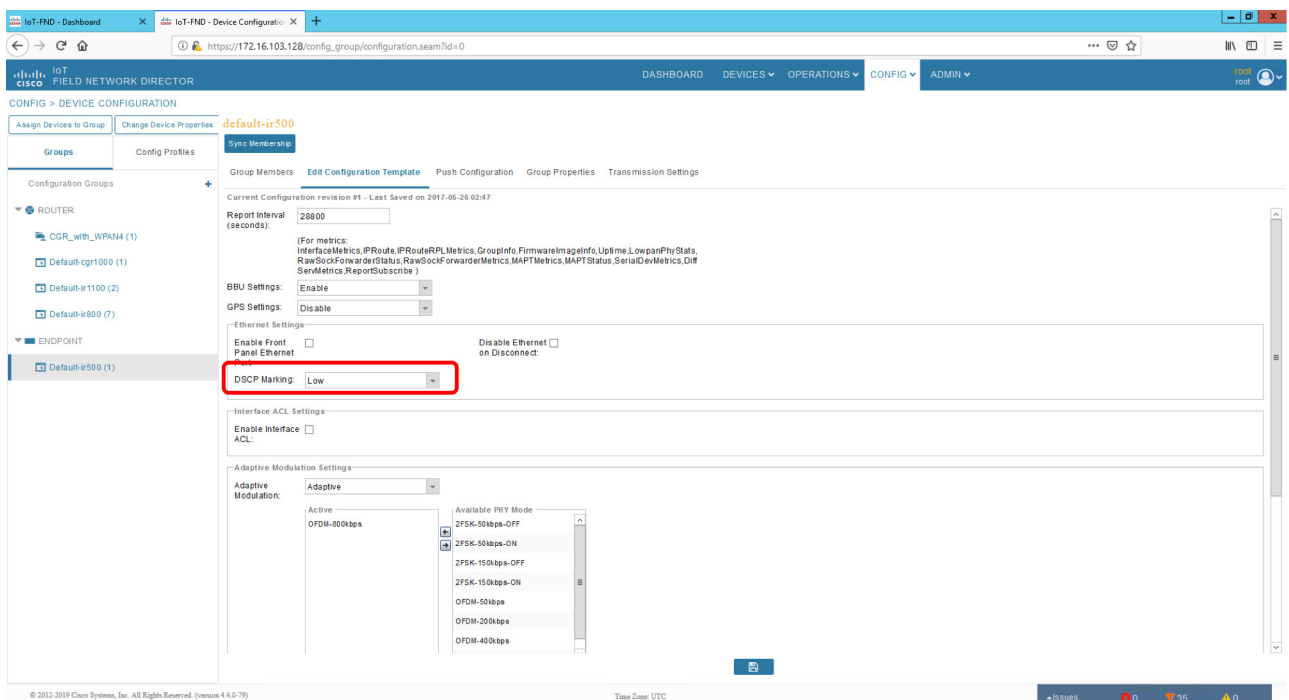 IoT-FND - Dashboard
IoT-FND - Device Configuration
https://172.16.103.128/config_group/configuration.seam?id=0
cisco IoT
FIELD NETWORK DIRECTOR
DASHBOARD DEVICES OPERATIONS CONFIG ADMIN
root
root
CONFIG > DEVICE CONFIGURATION
Assign Devices to Group
Change Device Properties
default-ir500
Sync Membership
Groups
Config Profiles
Group Members Edit Configuration Template Push Configuration Group Properties Transmission Settings
Configuration Groups +
ROUTER
CGR_with_WPAN4 (1)
Default-cgr1000 (1)
Default-ir1100 (2)
Default-ir800 (7)
ENDPOINT
Default-ir500 (1)
Current Configuration revision #1 - Last Saved on 2017-05-26 02:47
Report Interval (seconds): 28800
(For metrics:
InterfaceMetrics,IPRoute,IPRouteRPLMetrics,GroupInfo,FirmwareImageInfo,Uptime,LowpanPhyStats,
RawSockForwarderStatus,RawSockForwarderMetrics,MAPTMetrics,MAPTStatus,SerialDevMetrics,Diff
ServMetrics,ReportSubscribe )
BBU Settings: Enable
GPS Settings: Disable
Ethernet Settings
Enable Front
Panel Ethernet
Disable Ethernet
on Disconnect:
DSCP Marking: Low
Interface ACL Settings
Enable Interface
ACL:
Adaptive Modulation Settings
Adaptive
Modulation:
Adaptive
Active
OFDM-800kbps
Available PHY Mode
2FSK-50kbps-OFF
2FSK-50kbps-ON
2FSK-150kbps-OFF
2FSK-150kbps-ON
OFDM-50kbps
OFDM-200kbps
OFDM-400kbps
© 2012-2019 Cisco Systems, Inc. All Rights Reserved. (version 4.4.0-79)
Time Zone: UTC
Issues 0 35 0